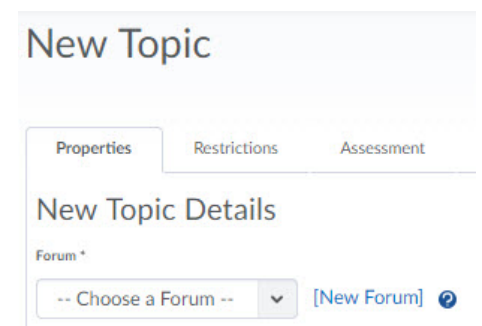 New Topic
Properties Restrictions Assessment
New Topic Details
Forum *
-- Choose a Forum -- [New Forum] ?